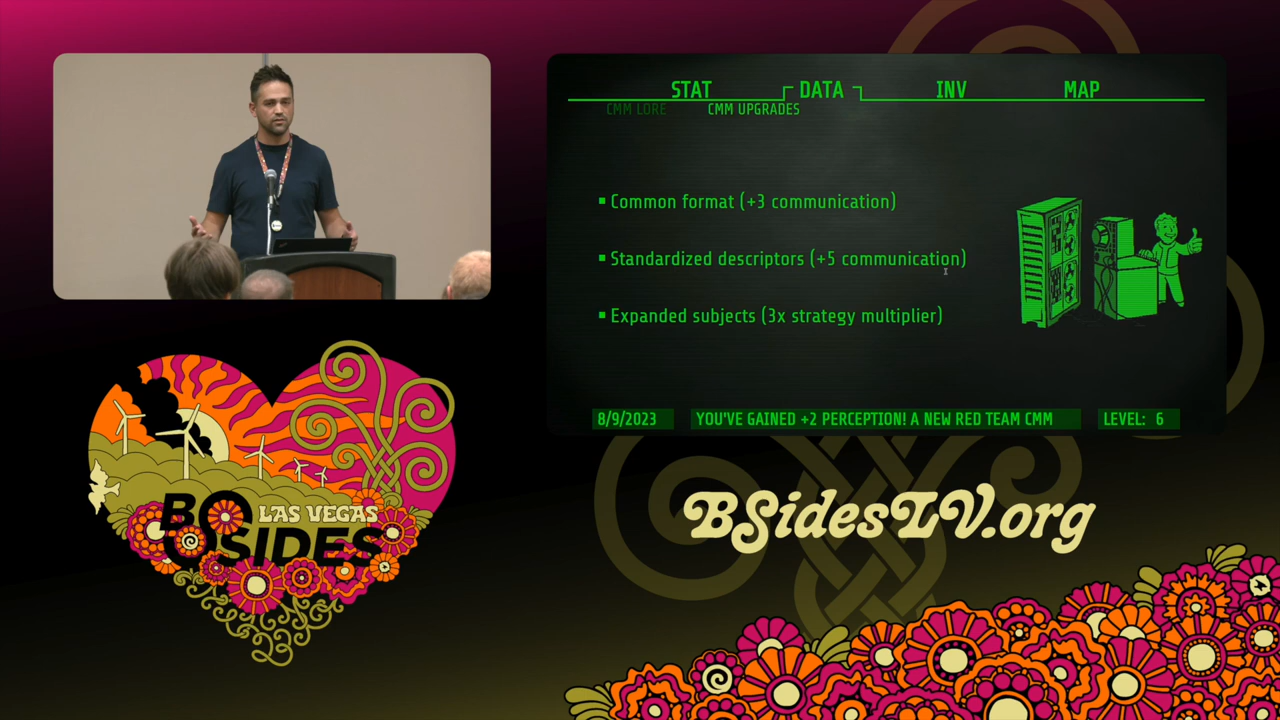 STAT DATA INV MAP
CMM LORE CMM UPGRADES
▪ Common format (+3 communication)
▪ Standardized descriptors (+5 communication)
▪ Expanded subjects (3x strategy multiplier)
8/9/2023 YOU'VE GAINED +2 PERCEPTION! A NEW RED TEAM CMM LEVEL: 6
LAS VEGAS
BSIDES
23
BSidesLV.org